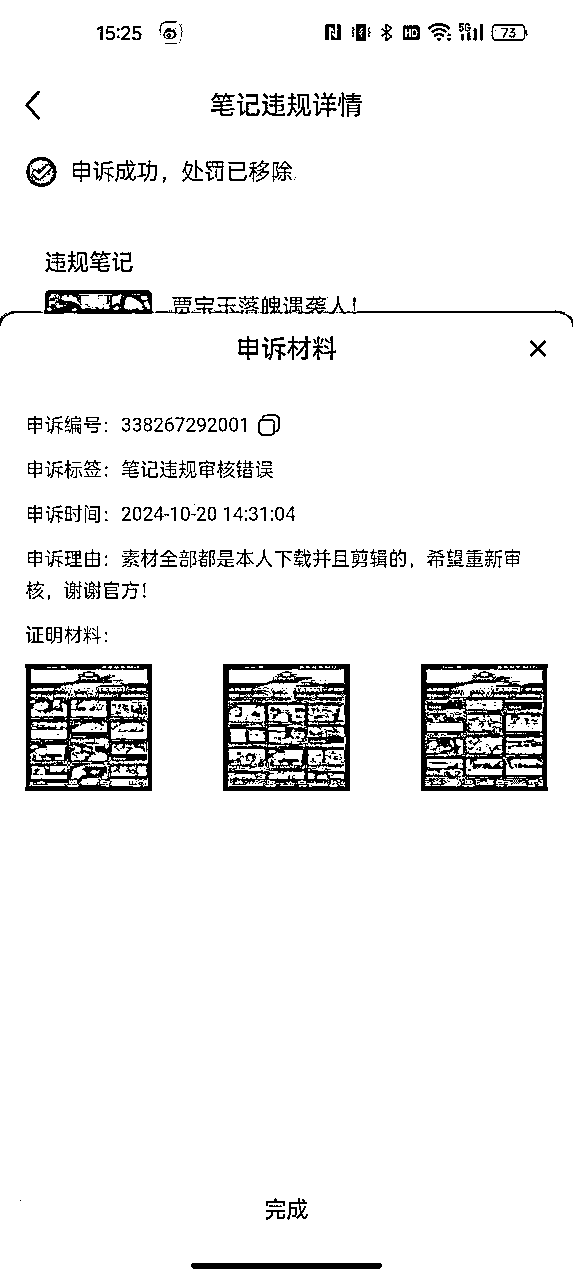 15:25 HD 5G 73
笔记违规详情
申诉成功，处罚已移除
违规笔记
贾宝玉落魄遇袭人！
申诉材料
申诉编号：338267292001
申诉标签：笔记违规审核错误
申诉时间：2024-10-20 14:31:04
申诉理由：素材全部都是本人下载并且剪辑的，希望重新审
核，谢谢官方！
证明材料：
完成